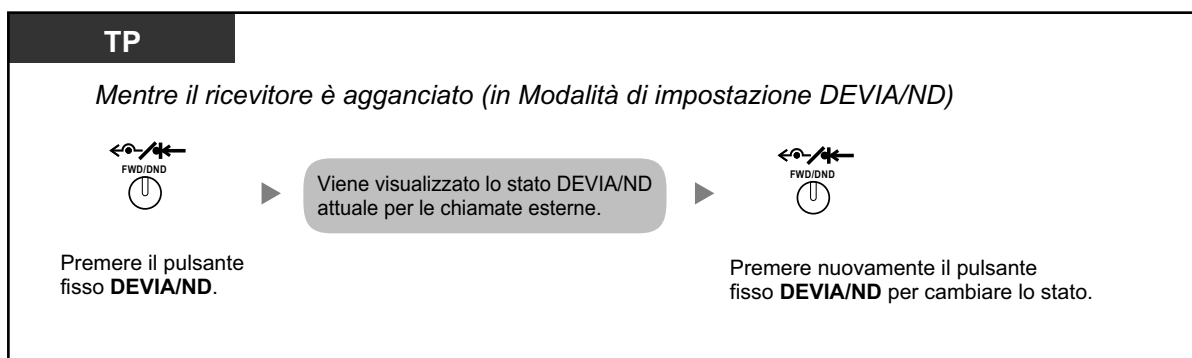 TP
Mentre il ricevitore è agganciato (in Modalità di impostazione DEVIA/ND)
FWD/DND
Premere il pulsante
fisso DEVIA/ND.
Viene visualizzato lo stato DEVIA/ND
attuale per le chiamate esterne.
FWD/DND
Premere nuovamente il pulsante
fisso DEVIA/ND per cambiare lo stato.